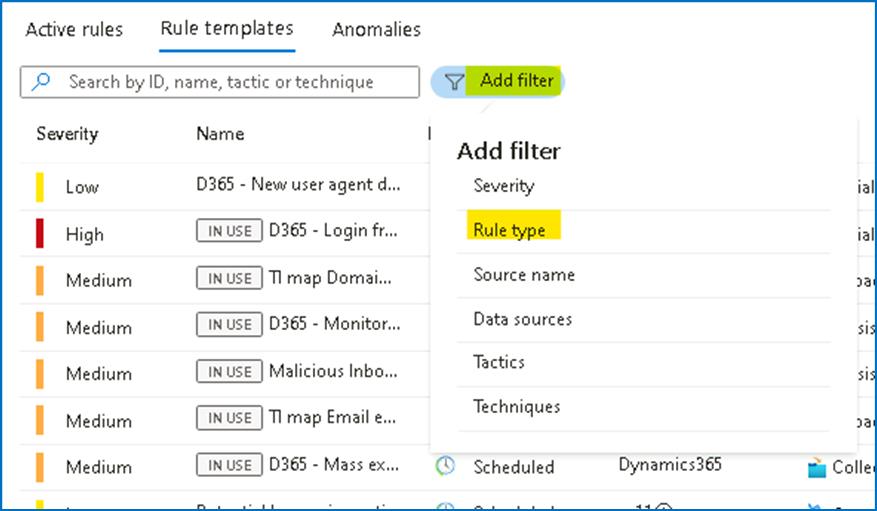 Active rules Rule templates Anomalies
Search by ID, name, tactic or technique Add filter
Severity Name
Add filter
Severity
Rule type
Source name
Data sources
Tactics
Techniques
Low D365 - New user agent d...
High IN USE D365 - Login fr...
Medium IN USE TI map Domai...
Medium IN USE D365 - Monitor...
Medium IN USE Malicious Inbo...
Medium IN USE TI map Email e...
Medium IN USE D365 - Mass ex... Scheduled Dynamics365 Colle